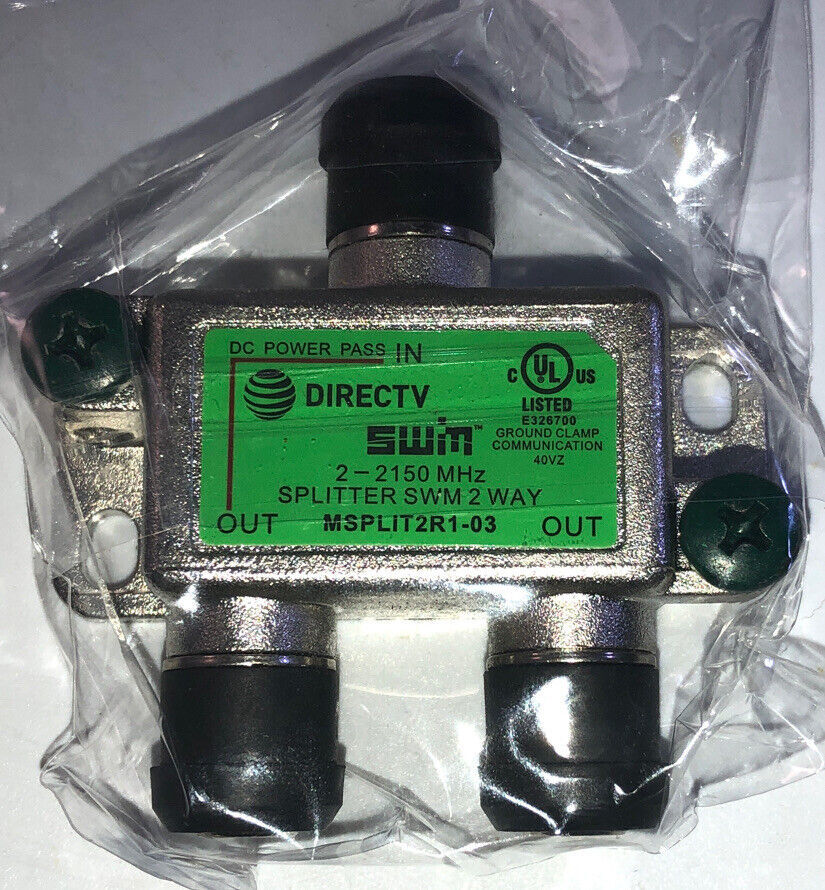 DC POWER PASS IN
DIRECTV
C UL US
LISTED
E326700
GROUND CLAMP
COMMUNICATION
40VZ
SWiM™
2-2150 MHz
SPLITTER SWM 2 WAY
OUT MSPLiT2R1-03 OUT